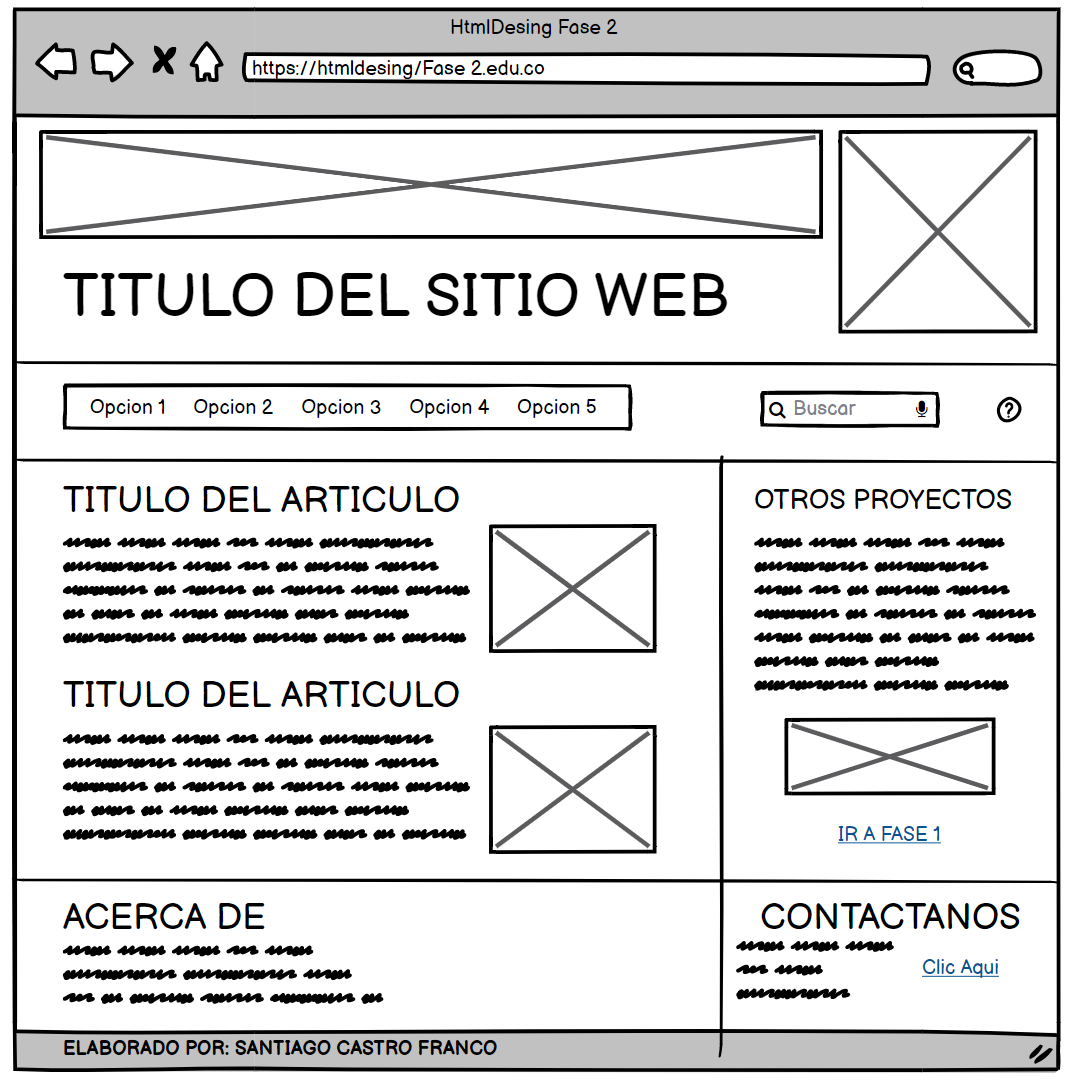 HtmlDesing Fase 2
https://htmldesing/Fase 2.edu.co
TITULO DEL SITIO WEB
Opcion 1 Opcion 2 Opcion 3 Opcion 4 Opcion 5
Buscar
?
TITULO DEL ARTICULO
TITULO DEL ARTICULO
OTROS PROYECTOS
IR A FASE 1
ACERCA DE
CONTACTANOS
Clic Aqui
ELABORADO POR: SANTIAGO CASTRO FRANCO